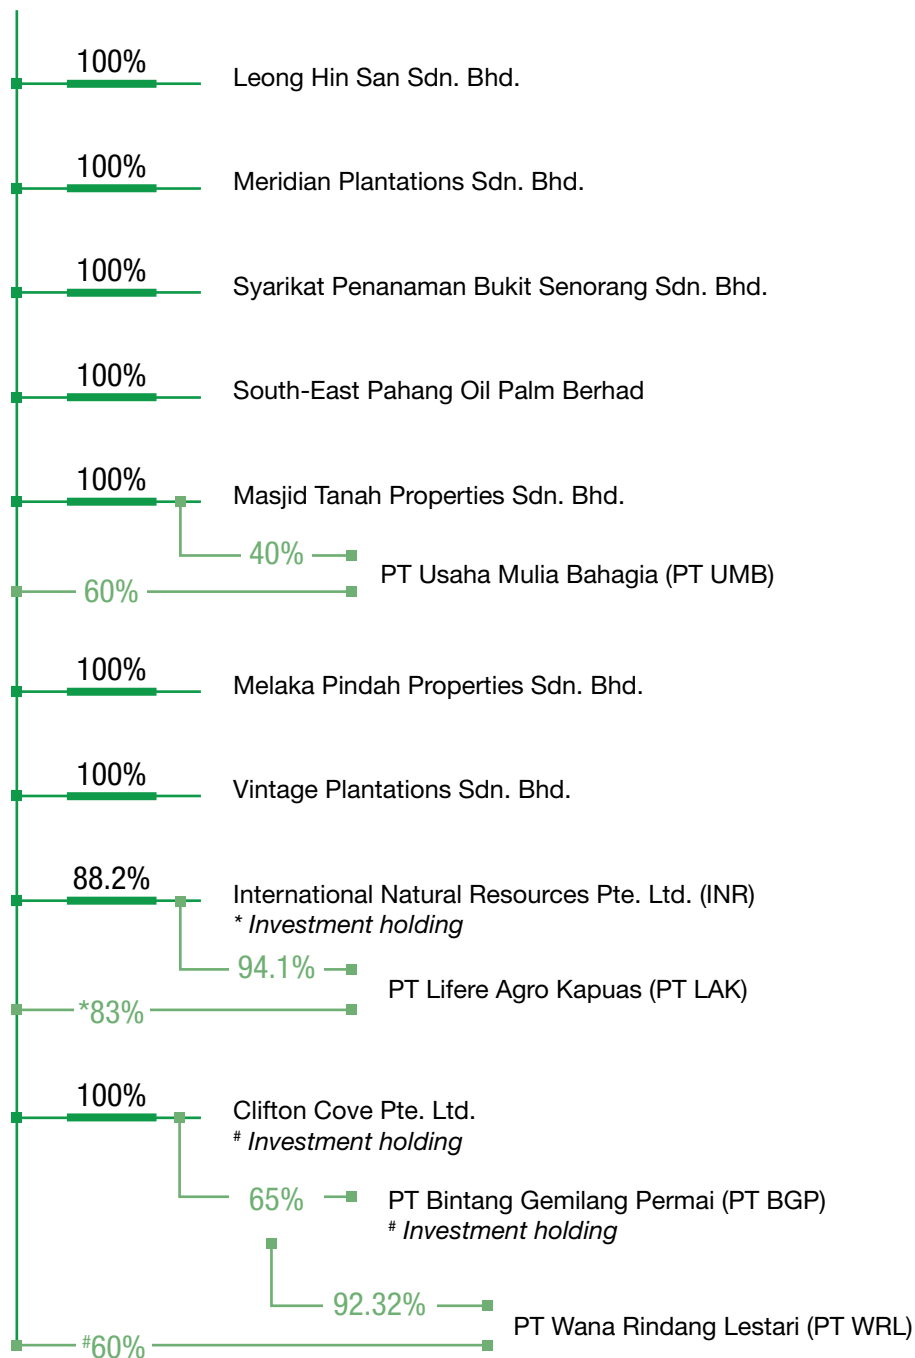 100%
Leong Hin San Sdn. Bhd.
100%
Meridian Plantations Sdn. Bhd.
100%
Syarikat Penanaman Bukit Senorang Sdn. Bhd.
100%
South-East Pahang Oil Palm Berhad
100%
Masjid Tanah Properties Sdn. Bhd.
40%
PT Usaha Mulia Bahagia (PT UMB)
60%
100%
Melaka Pindah Properties Sdn. Bhd.
100%
Vintage Plantations Sdn. Bhd.
88.2%
International Natural Resources Pte. Ltd. (INR)
* Investment holding
94.1%
PT Lifere Agro Kapuas (PT LAK)
*83%
100%
Clifton Cove Pte. Ltd.
# Investment holding
65%
PT Bintang Gemilang Permai (PT BGP)
# Investment holding
92.32%
PT Wana Rindang Lestari (PT WRL)
#60%